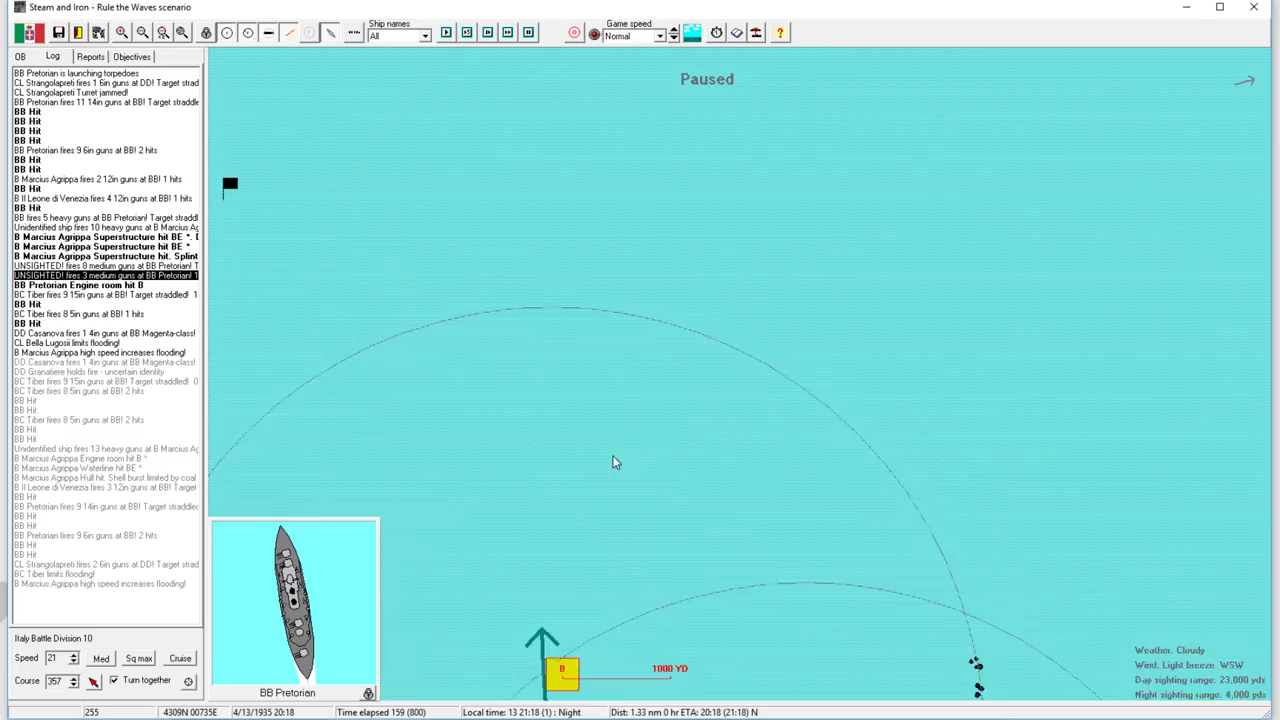 Steam and Iron - Rule the Waves scenario
Ship names
All
Game speed
Normal
OB
Log
Reports
Objectives
BB Pretorian is launching torpedoes
CL Strangolapreti fires 1 6in guns at DD! Target strad
CL Strangolapreti Turret jammed!
BB Pretorian fires 11 14in guns at BB! Target straddle
BB Hit
BB Hit
BB Hit
BB Hit
BB Pretorian fires 9 6in guns at BB! 2 hits
BB Hit
BB Hit
B Marcius Agrippa fires 2 12in guns at BB! 1 hits
BB Hit
B Il Leone di Venezia fires 4 12in guns at BB! 1 hits
BB Hit
BB fires 5 heavy guns at BB Pretorian! Target straddl
Unidentified ship fires 10 heavy guns at B Marcius Ag
B Marcius Agrippa Superstructure hit BE *. D
B Marcius Agrippa Superstructure hit BE *
B Marcius Agrippa Superstructure hit. Splint
UNSIGHTED! fires 8 medium guns at BB Pretorian! T
UNSIGHTED! fires 3 medium guns at BB Pretorian! 1
BB Pretorian Engine room hit B
BC Tiber fires 9 15in guns at BB! Target straddled! 1
BB Hit
BC Tiber fires 8 5in guns at BB! 1 hits
BB Hit
DD Casanova fires 1 4in guns at BB Magenta-class!
CL Bella Lugosii limits flooding!
B Marcius Agrippa high speed increases flooding!
DD Casanova fires 1 4in guns at BB Magenta-class!
DD Granatiere holds fire - uncertain identity
BC Tiber fires 9 15in guns at BB! Target straddled! 0
BC Tiber fires 8 5in guns at BB! 2 hits
BB Hit
BB Hit
BC Tiber fires 8 5in guns at BB! 2 hits
BB Hit
BB Hit
Unidentified ship fires 13 heavy guns at B Marcius Ag
B Marcius Agrippa Engine room hit B *
B Marcius Agrippa Waterline hit BE *
B Marcius Agrippa Hull hit. Shell burst limited by coal
B Il Leone di Venezia fires 3 12in guns at BB! Target
BB Hit
BB Pretorian fires 9 14in guns at BB! Target straddled
BB Hit
BB Hit
BB Pretorian fires 9 6in guns at BB! 2 hits
BB Hit
BB Hit
CL Strangolapreti fires 2 6in guns at DD! Target strad
BC Tiber limits flooding!
B Marcius Agrippa high speed increases flooding!
Paused
B
1000 YD
Weather: Cloudy
Wind: Light breeze WSW
Day sighting range: 23,000 yds
Night sighting range: 4,000 yds
BB Pretorian
Italy Battle Division 10
Speed 21 Med Sq max Cruise
Course 357 Turn together
255
4309N 00735E
4/13/1935 20:18
Time elapsed 159 (800)
Local time: 13 21:18 (1) : Night
Dist: 1.33 nm 0 hr ETA: 20:18 (21:18) N